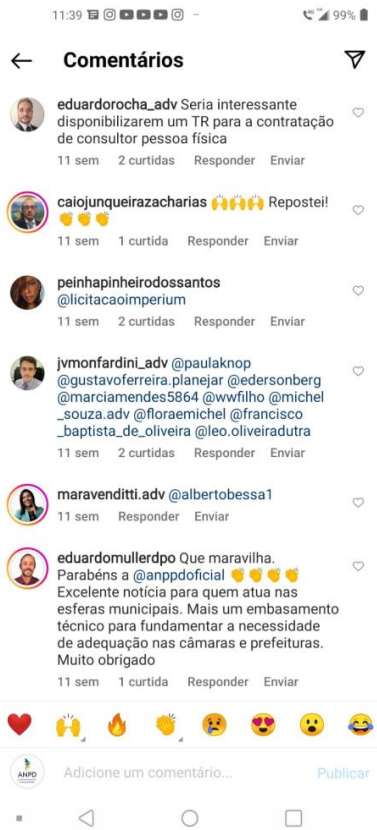 11:39
99%
Comentários
eduardorocha_adv Seria interessante
disponibilizarem um TR para a contratação
de consultor pessoa física
11 sem 2 curtidas Responder Enviar
caiojunqueirazacharias 🙌🙌🙌 Repostei!
👏👏👏
11 sem 1 curtida Responder Enviar
peinhapinheirodossantos
@licitacaoimperium
11 sem 2 curtidas Responder Enviar
jvmonfardini_adv @paulaknop
@gustavoferreira.planejar @edersonberg
@marciamendes5864 @wwfilho @michel
_souza.adv @floraemichel @francisco
_baptista_de_oliveira @leo.oliveiradutra
11 sem 2 curtidas Responder Enviar
maravenditti.adv @albertobessa1
11 sem Responder Enviar
eduardomullerdpo Que maravilha.
Parabéns a @anppdoficial 👏👏👏👏
Excelente notícia para quem atua nas
esferas municipais. Mais um embasamento
técnico para fundamentar a necessidade
de adequação nas câmaras e prefeituras.
Muito obrigado
11 sem 1 curtida Responder Enviar
ANPD
Adicione um comentário... Publicar